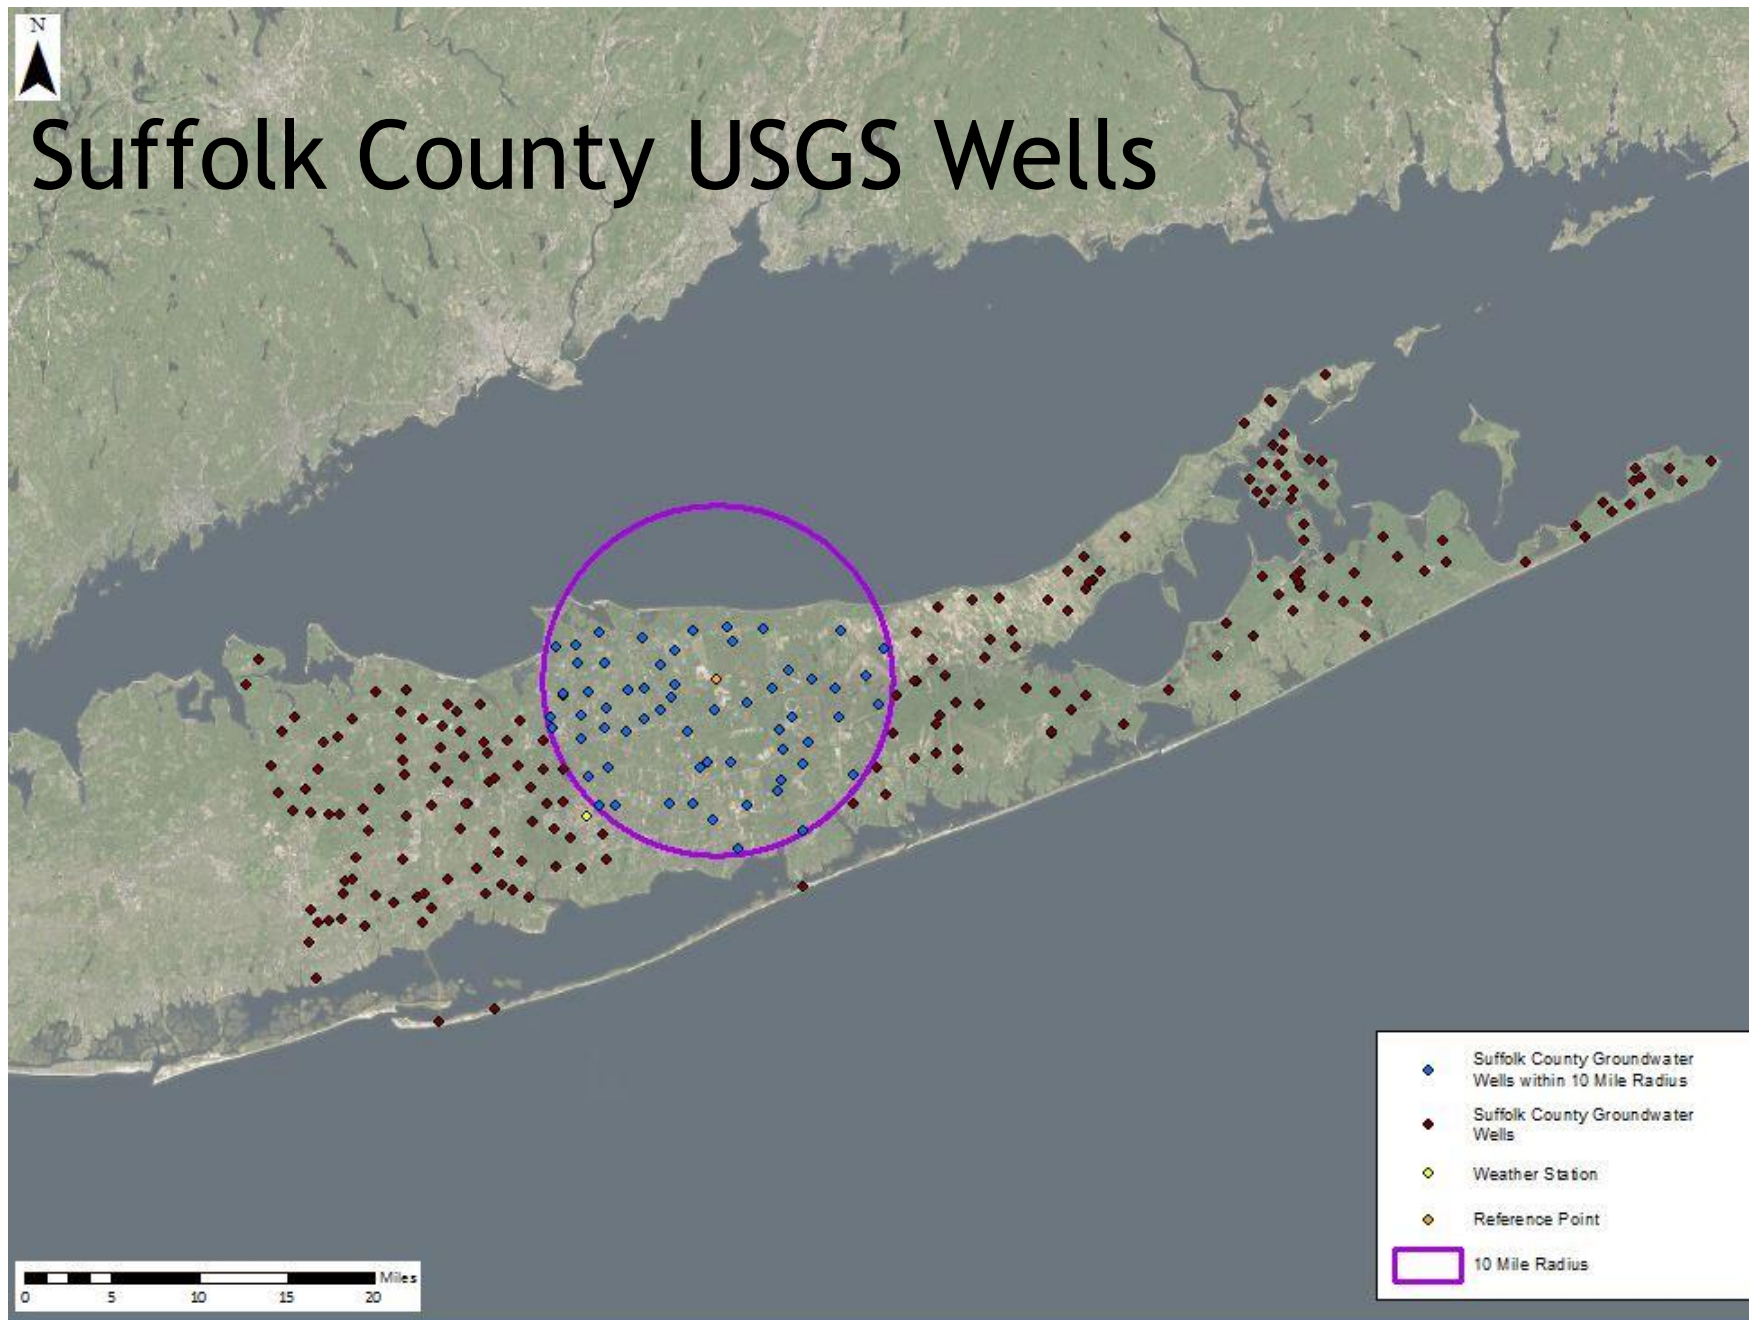 N
Suffolk County USGS Wells
Suffolk County Groundwater
Wells within 10 Mile Radius
Suffolk County Groundwater
Wells
Weather Station
Reference Point
10 Mile Radius
Miles
0 5 10 15 20